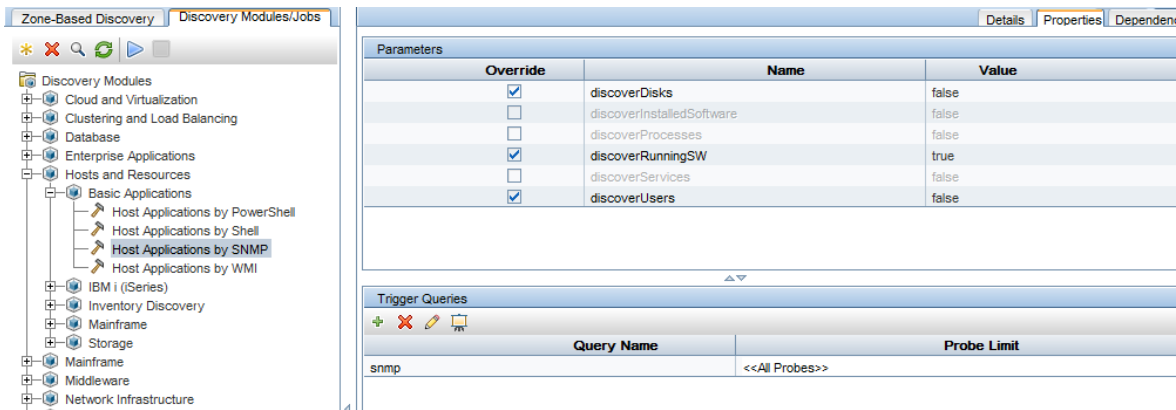 Zone-Based Discovery Discovery Modules/Jobs
Discovery Modules
Cloud and Virtualization
Clustering and Load Balancing
Database
Enterprise Applications
Hosts and Resources
Basic Applications
Host Applications by PowerShell
Host Applications by Shell
Host Applications by SNMP
Host Applications by WMI
IBM i (iSeries)
Inventory Discovery
Mainframe
Storage
Mainframe
Middleware
Network Infrastructure
Details Properties
Parameters
Override Name Value
discoverDisks false
discoverInstalledSoftware false
discoverProcesses false
discoverRunningSW true
discoverServices false
discoverUsers false
Trigger Queries
Query Name Probe Limit
snmp <<All Probes>>